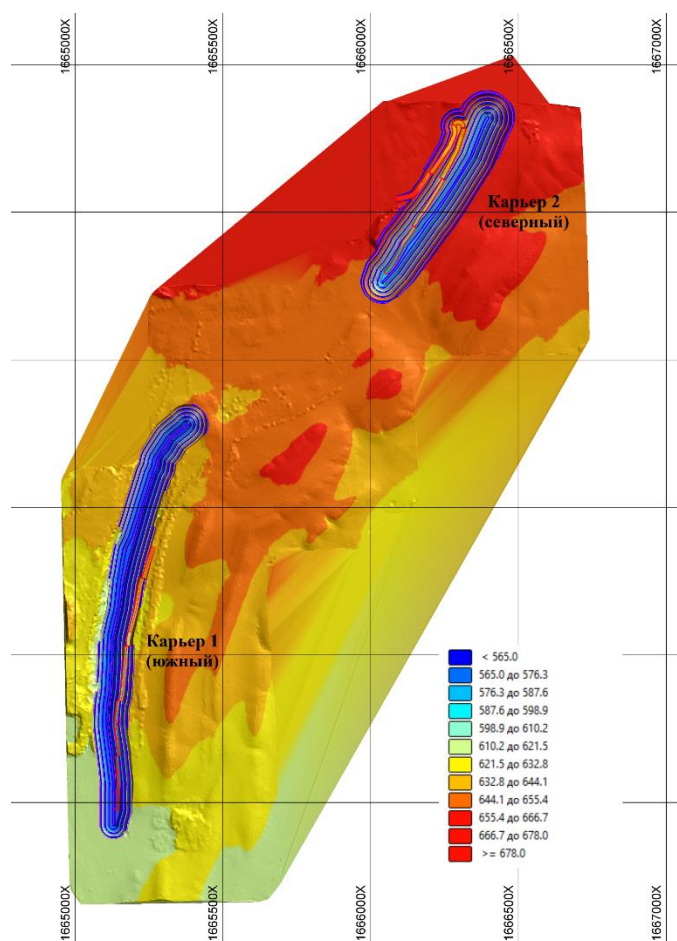 1665000X
1665500X
1666000X
1666500X
1667000X
Карьер 2
(северный)
Карьер 1
(южный)
< 565.0
565.0 до 576.3
576.3 до 587.6
587.6 до 598.9
598.9 до 610.2
610.2 до 621.5
621.5 до 632.8
632.8 до 644.1
644.1 до 655.4
655.4 до 666.7
666.7 до 678.0
>= 678.0
1665000X
1665500X
1666000X
1666500X
1667000X